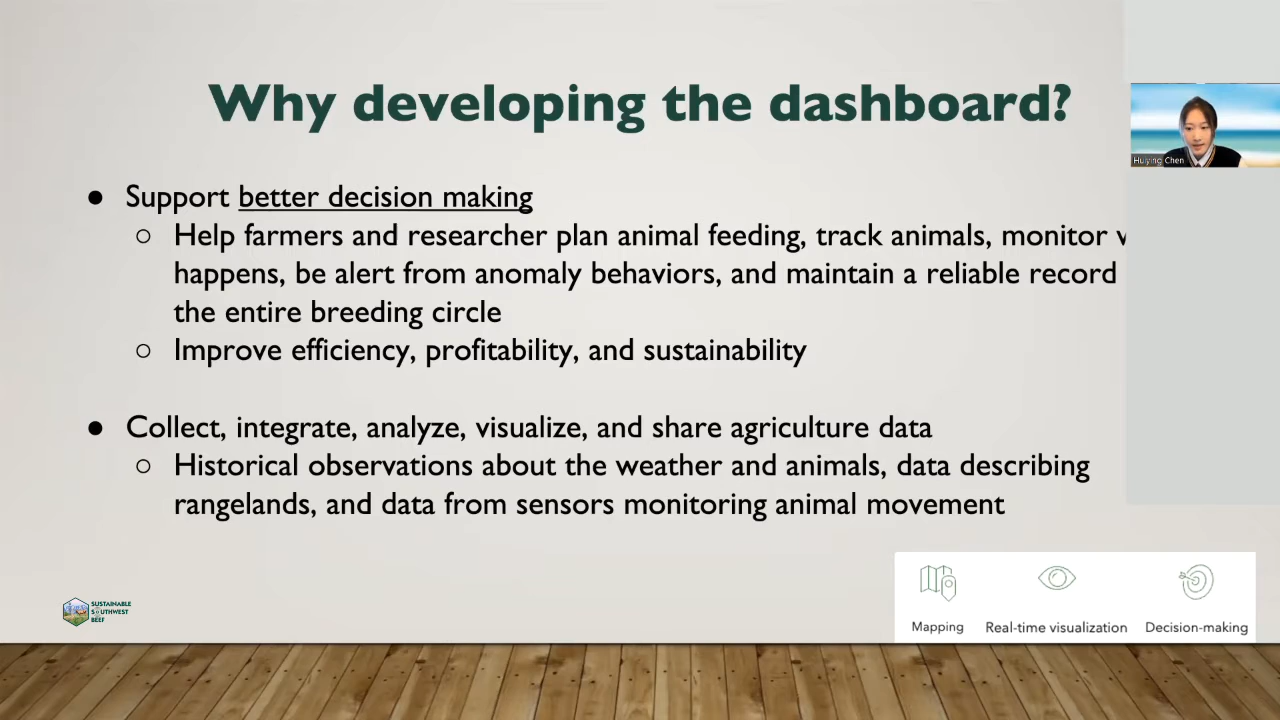 Why developing the dashboard?
Huiying Chen
● Support better decision making
○ Help farmers and researcher plan animal feeding, track animals, monitor
happens, be alert from anomaly behaviors, and maintain a reliable record
the entire breeding circle
○ Improve efficiency, profitability, and sustainability
● Collect, integrate, analyze, visualize, and share agriculture data
○ Historical observations about the weather and animals, data describing
rangelands, and data from sensors monitoring animal movement
SUSTAINABLE
SOUTHWEST
BEEF
Mapping Real-time visualization Decision-making